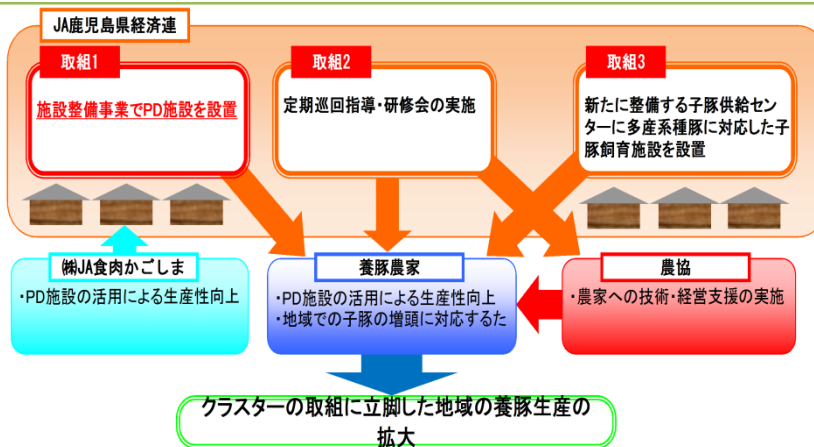 JA鹿児島県経済連
取組1
施設整備事業でPD施設を設置
取組2
定期巡回指導・研修会の実施
取組3
新たに整備する子豚供給セン
ターに多産系種豚に対応した子
豚飼育施設を設置
㈱JA食肉かごしま
・PD施設の活用による生産性向上
養豚農家
・PD施設の活用による生産性向上
・地域での子豚の増頭に対応するた
農協
・農家への技術・経営支援の実施
クラスターの取組に立脚した地域の養豚生産の
拡大